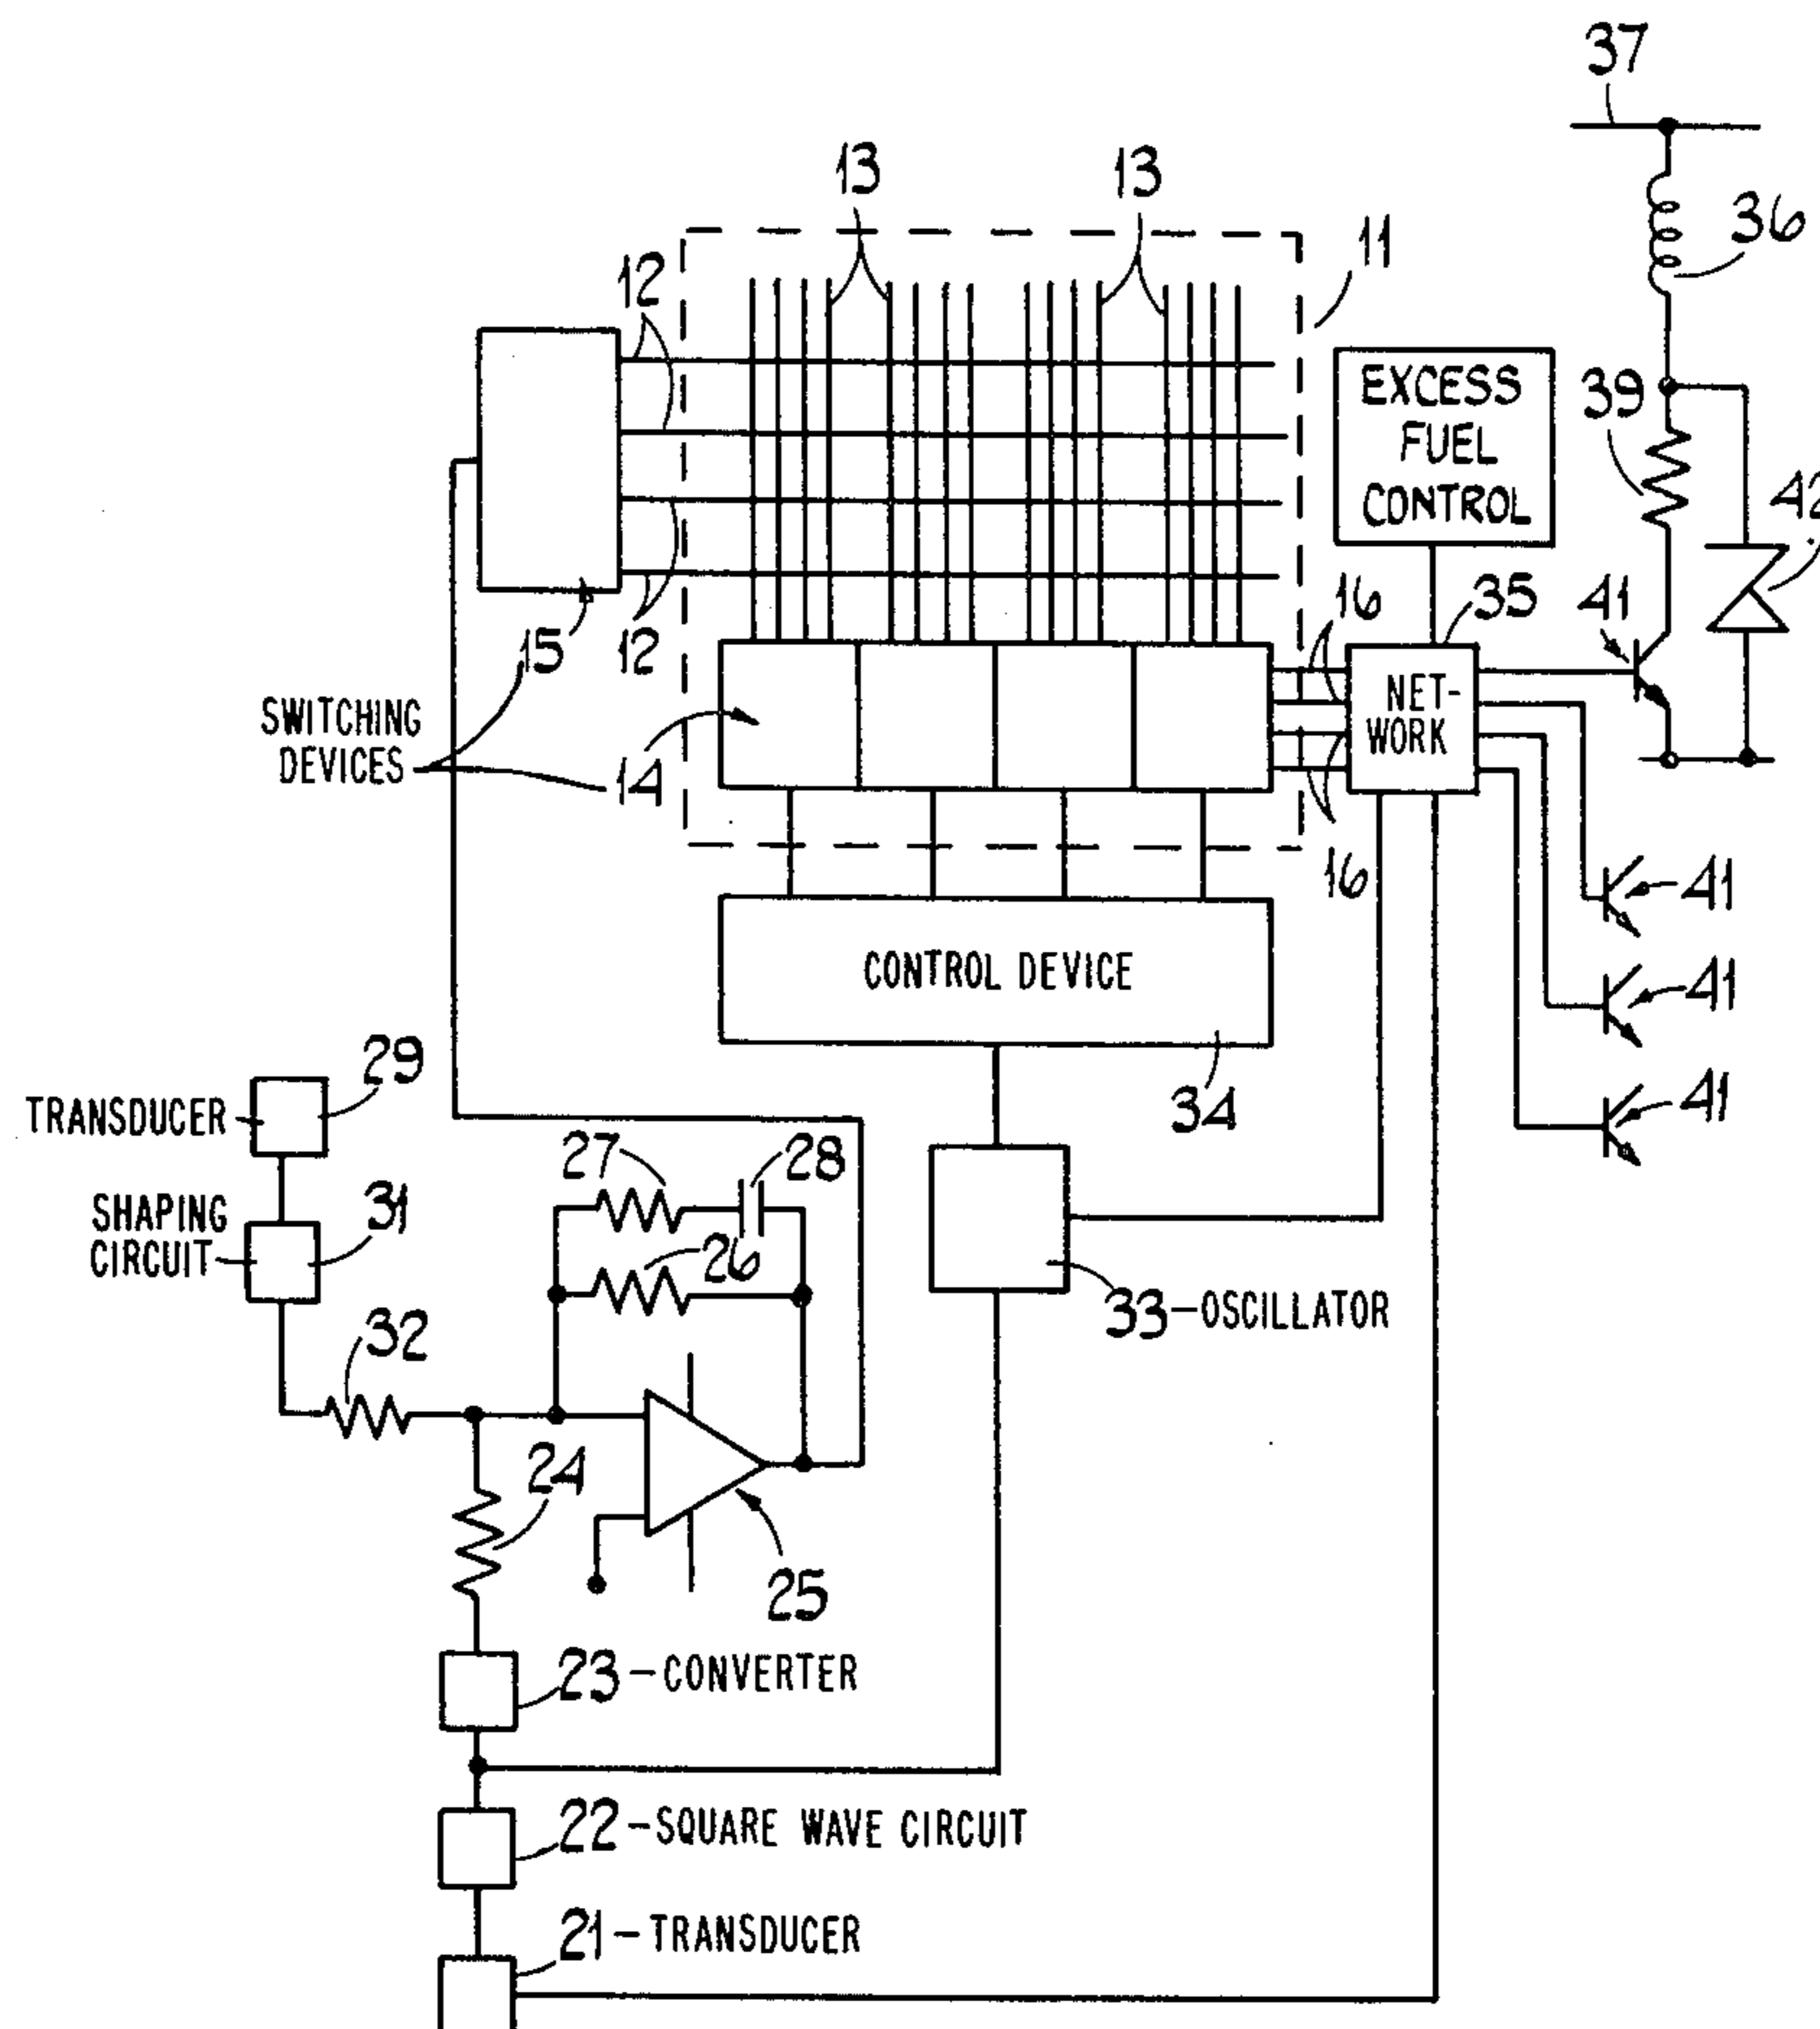 37
13
13
36
11
12
EXCESS
FUEL
CONTROL
39
42
16
35
41
15
12
NET-
WORK
SWITCHING
DEVICES
14
16
41
CONTROL DEVICE
41
29
34
41
TRANSDUCER
27
28
SHAPING
CIRCUIT
31
26
33-OSCILLATOR
32
24
25
23-CONVERTER
22-SQUARE WAVE CIRCUIT
21-TRANSDUCER